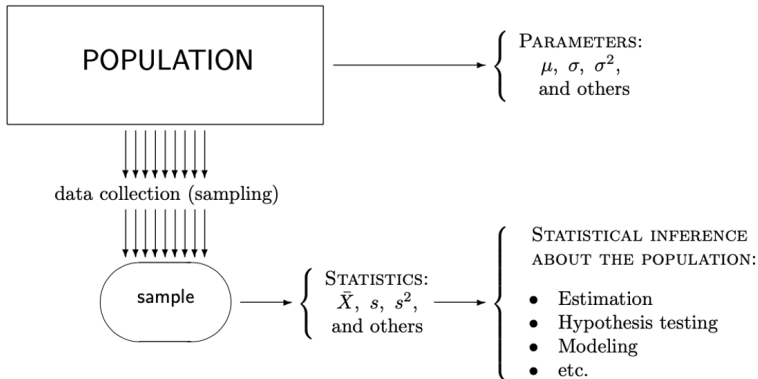 POPULATION
PARAMETERS:
μ, σ, σ²,
and others
data collection (sampling)
sample
STATISTICS:
X̄, s, s²,
and others
STATISTICAL INFERENCE
ABOUT THE POPULATION:
• Estimation
• Hypothesis testing
• Modeling
• etc.